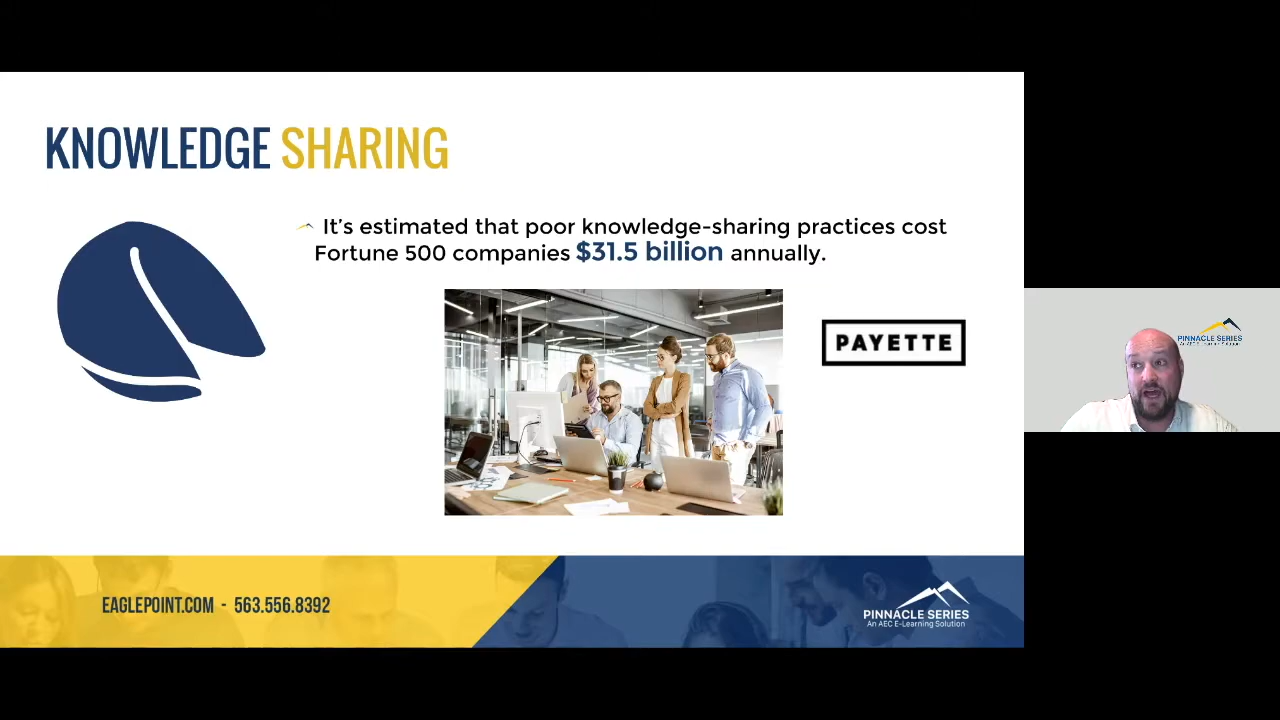 KNOWLEDGE SHARING
It's estimated that poor knowledge-sharing practices cost
Fortune 500 companies $31.5 billion annually.
PAYETTE
PINNACLE SERIES
EAGLEPOINT.COM - 563.556.8392
PINNACLE SERIES
An AEC E-Learning Solution